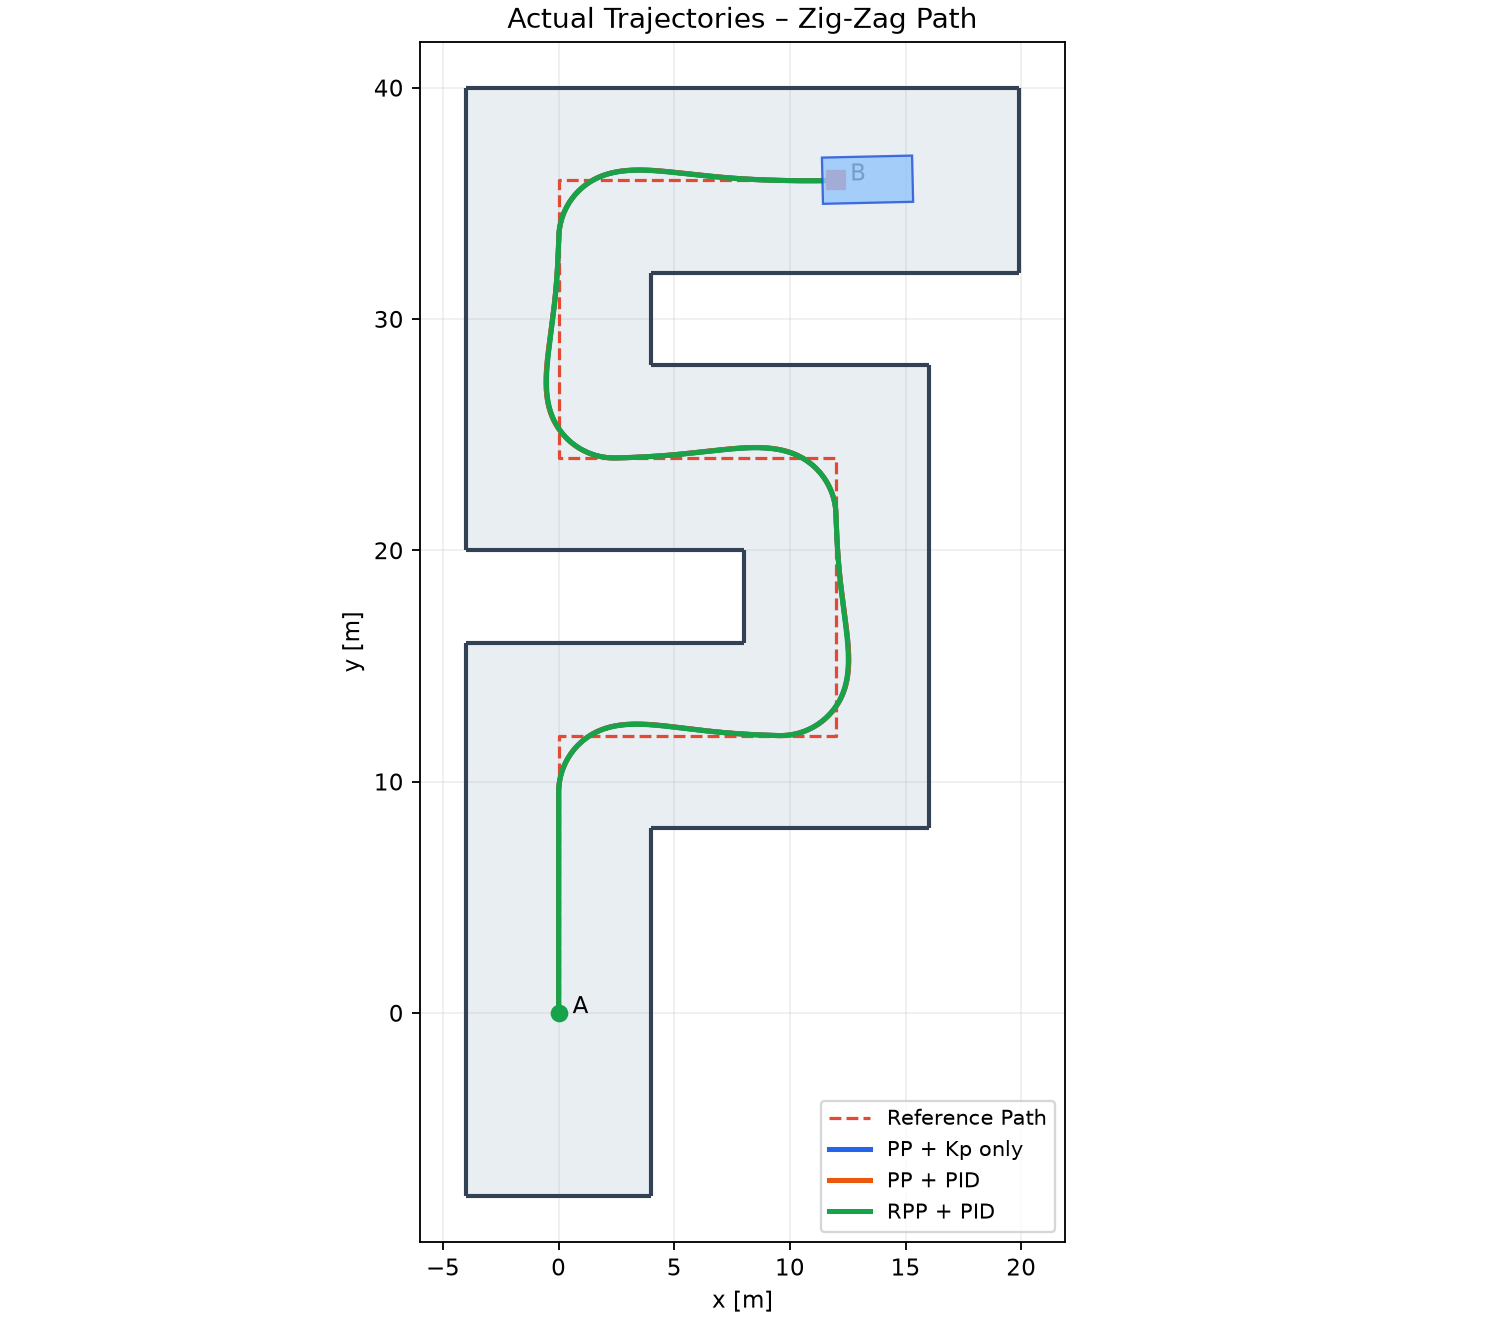 Actual Trajectories – Zig-Zag Path
40
30
20
10
0
y [m]
B
A
Reference Path
PP + Kp only
PP + PID
RPP + PID
−5 0 5 10 15 20
x [m]